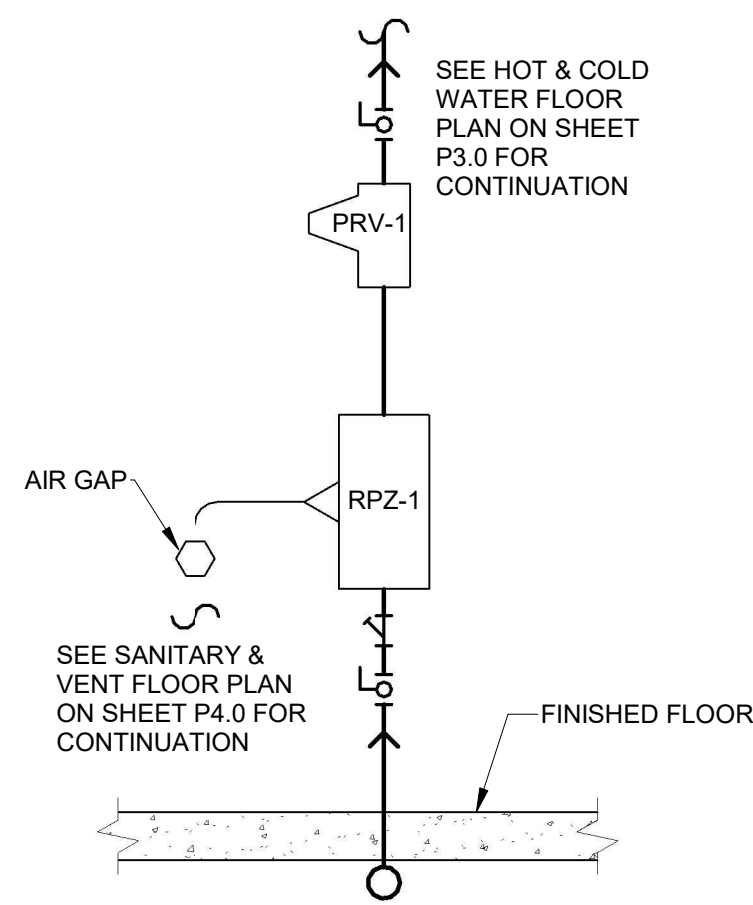 SEE HOT & COLD
WATER FLOOR
PLAN ON SHEET
P3.0 FOR
CONTINUATION
PRV-1
AIR GAP
RPZ-1
SEE SANITARY &
VENT FLOOR PLAN
ON SHEET P4.0 FOR
CONTINUATION
FINISHED FLOOR